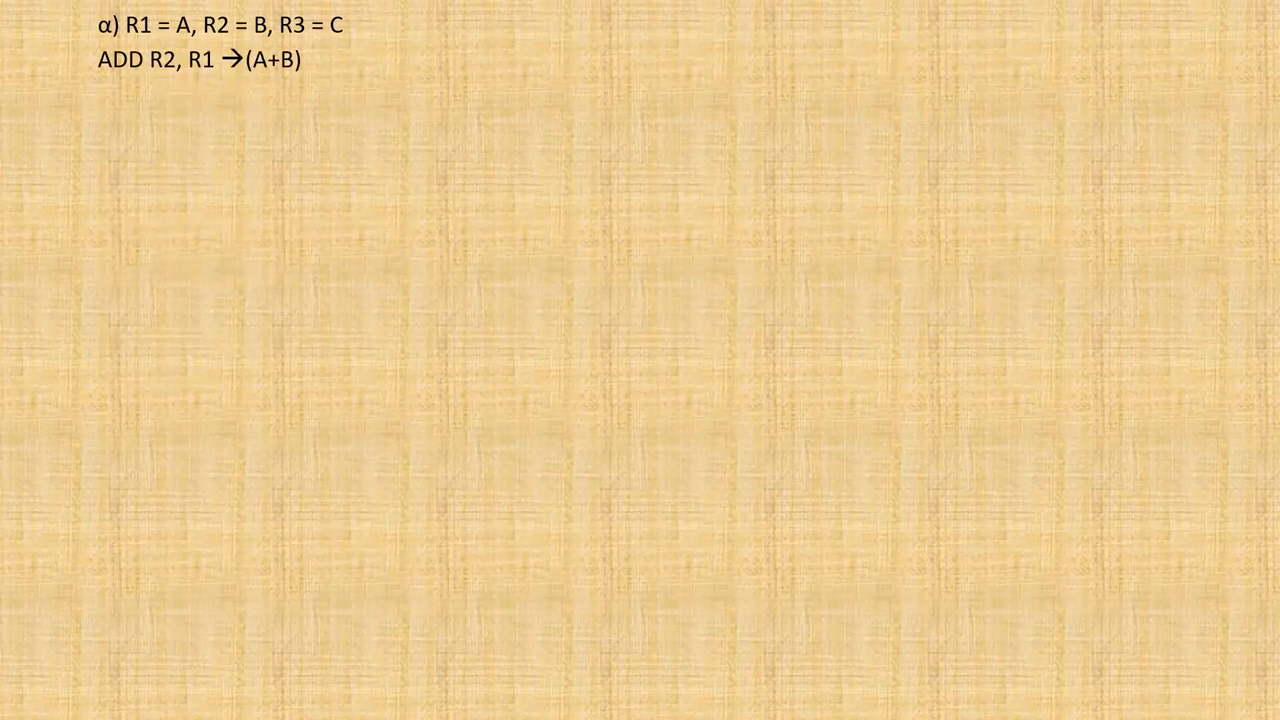 α) R1 = A, R2 = B, R3 = C
ADD R2, R1 →(A+B)